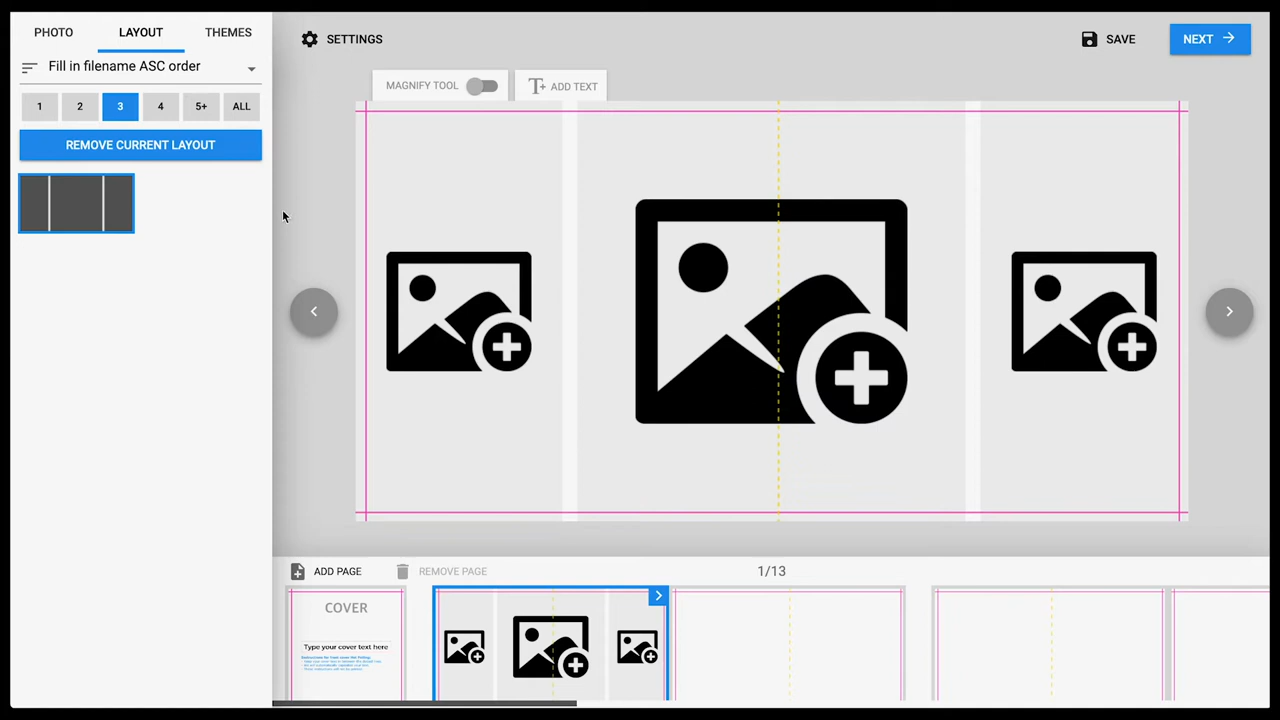 PHOTO
LAYOUT
THEMES
SETTINGS
SAVE
NEXT
Fill in filename ASC order
MAGNIFY TOOL
ADD TEXT
1
2
3
4
5+
ALL
REMOVE CURRENT LAYOUT
ADD PAGE
REMOVE PAGE
1/13
COVER
Type your cover text here